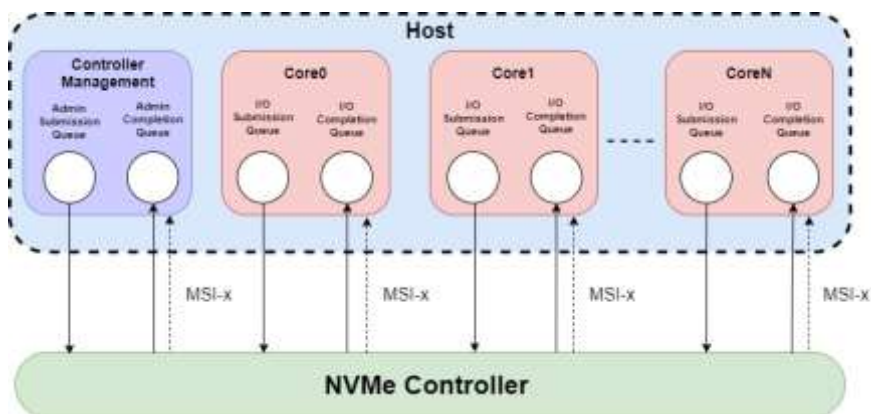 Host
Controller
Management
Admin
Submission
Queue
Admin
Completion
Queue
Core0
I/O
Submission
Queue
I/O
Completion
Queue
Core1
I/O
Submission
Queue
I/O
Completion
Queue
CoreN
I/O
Submission
Queue
I/O
Completion
Queue
MSI-x
MSI-x
MSI-x
MSI-x
NVMe Controller